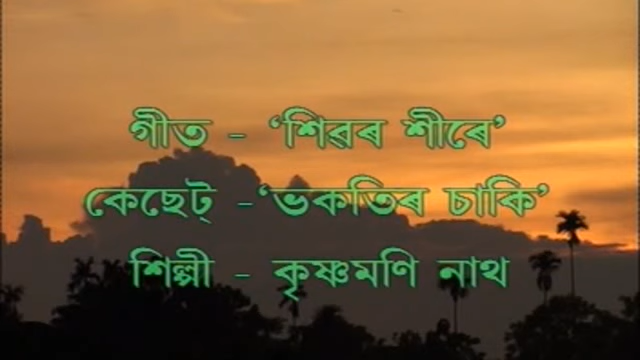 গীত - ‘শিৱৰ শীৰে’
কেছেট্ -‘ভকতিৰ চাকি’
শিল্পী - কৃষ্ণমণি নাথ